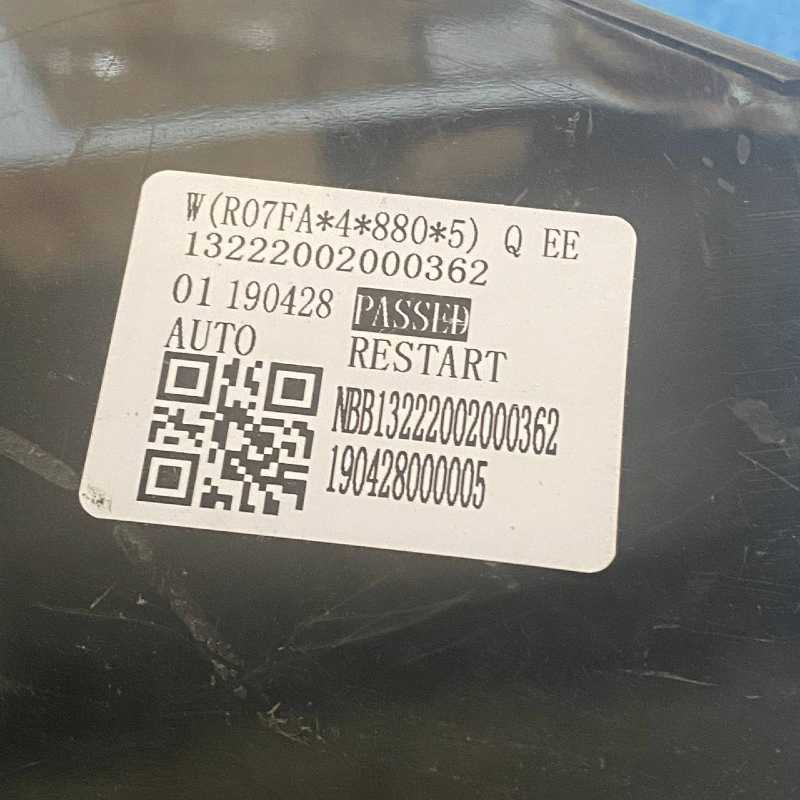 W(R07FA*4*880*5) Q EE
13222002000362
01 190428 PASSED
AUTO RESTART
NBB13222002000362
190428000005